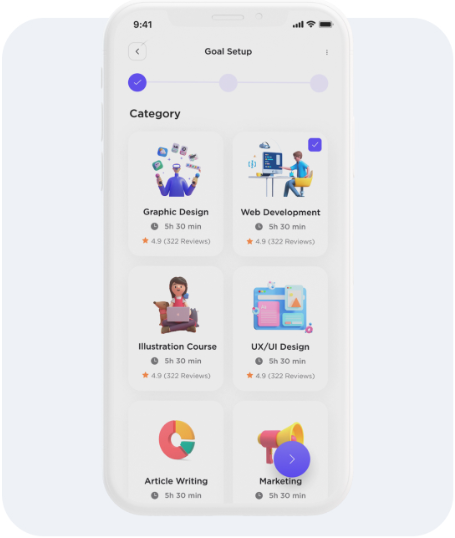 9:41
Goal Setup
Category
Graphic Design
5h 30 min
4.9 (322 Reviews)
Web Development
5h 30 min
4.9 (322 Reviews)
Illustration Course
5h 30 min
4.9 (322 Reviews)
UX/UI Design
5h 30 min
4.9 (322 Reviews)
Article Writing
5h 30 min
Marketing
5h 30 min